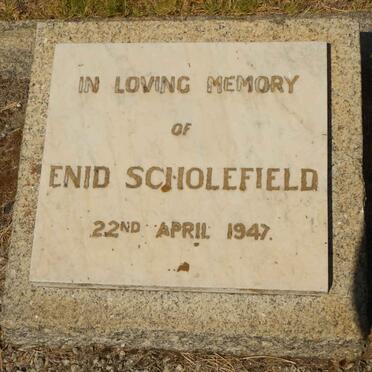 IN LOVING MEMORY
OF
ENID SCHOLEFIELD
22ND APRIL 1947.